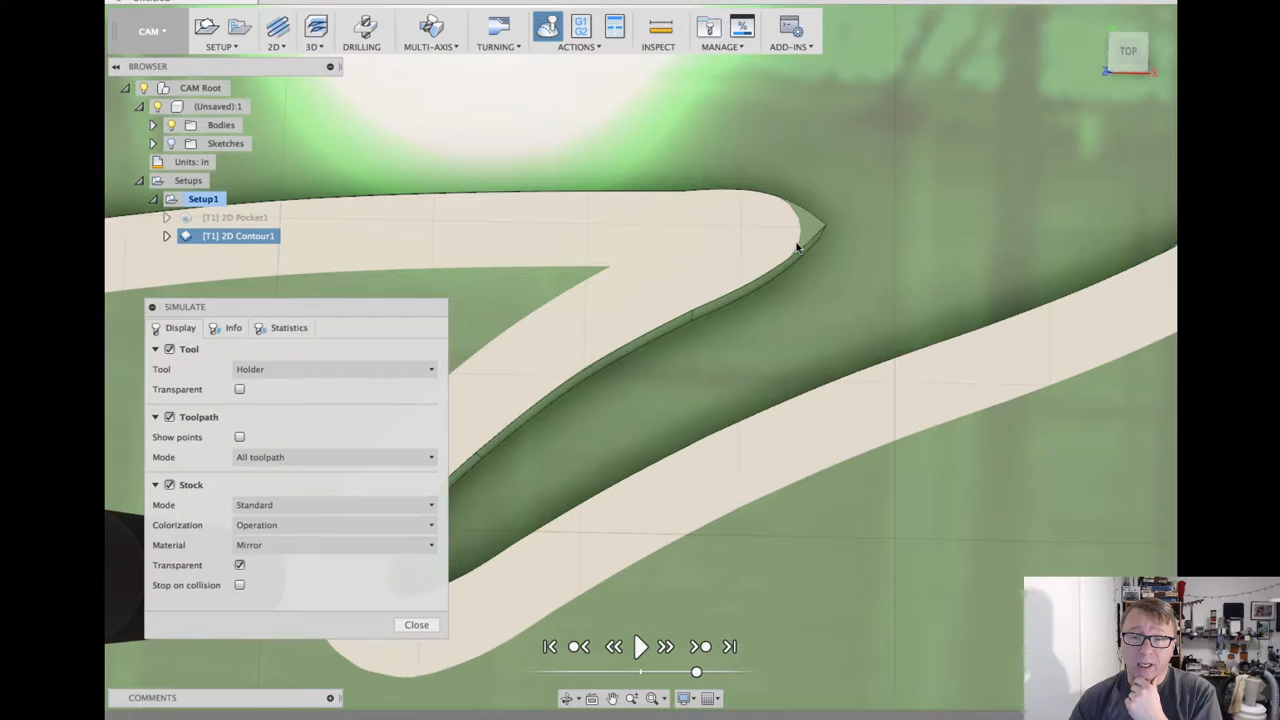 CAM
SETUP
2D
3D
DRILLING
MULTI-AXIS
TURNING
G1
G2
ACTIONS
INSPECT
MANAGE
ADD-INS
BROWSER
TOP
Z
X
CAM Root
(Unsaved):1
Bodies
Sketches
Units: in
Setups
Setup1
[T1] 2D Pocket1
[T1] 2D Contour1
SIMULATE
Display Info Statistics
Tool
Tool Holder
Transparent
Toolpath
Show points
Mode All toolpath
Stock
Mode Standard
Colorization Operation
Material Mirror
Transparent
Stop on collision
Close
COMMENTS